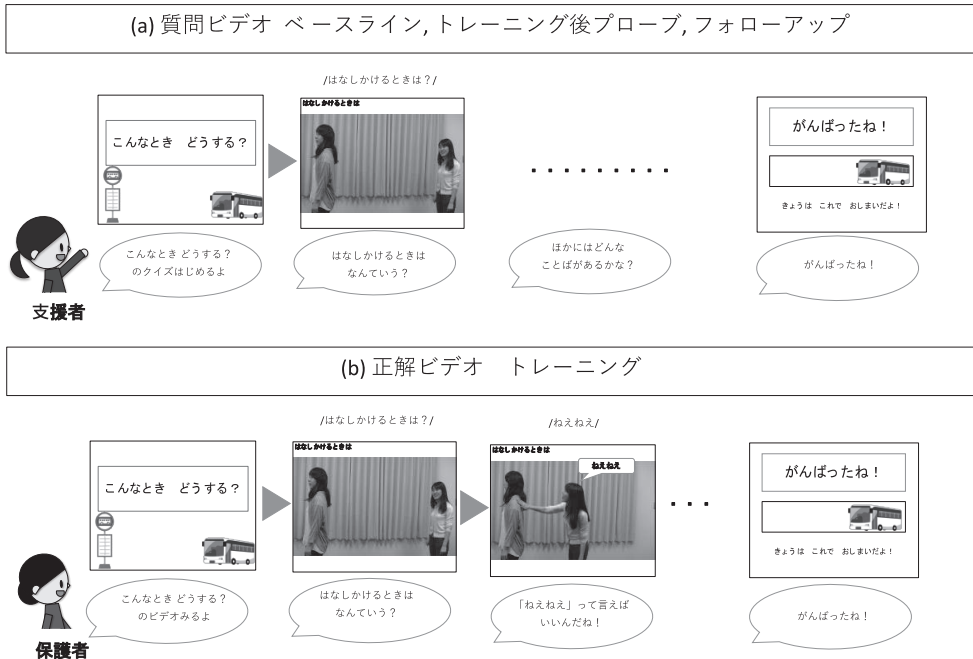 (a) 質問ビデオ ベースライン, トレーニング後プローブ, フォローアップ
/はなしかけるときは？/
はなしかけるときは
こんなとき　どうする？
がんばったね！
きょうは　これで　おしまいだよ！
こんなとき どうする？
のクイズはじめるよ
はなしかけるときは
なんていう？
ほかにはどんな
ことばがあるかな？
がんばったね！
支援者
(b) 正解ビデオ　トレーニング
/はなしかけるときは？/
/ねえねえ/
はなしかけるときは
はなしかけるときは
ねえねえ
こんなとき　どうする？
がんばったね！
きょうは　これで　おしまいだよ！
こんなとき どうする？
のビデオみるよ
はなしかけるときは
なんていう？
「ねえねえ」って言えば
いいんだね！
がんばったね！
保護者